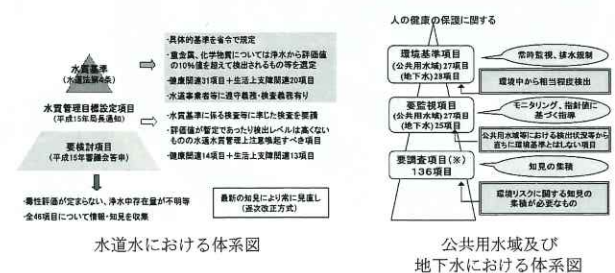 ・具体的基準を省令で規定
・重金属、化学物質については浄水から評価値
の10%値を超えて検出されるもの等を選定
・健康関連31項目+生活上支障関連20項目
・水道事業者等に遵守義務・検査義務有り
水質基準
(水道法第4条)
水質管理目標設定項目
(平成15年局長通知)
・水質基準に係る検査等に準じた検査を要請
・評価値が暫定であったり検出レベルは高くない
ものの水道水質管理上注意喚起すべき項目
・健康関連14項目+生活上支障関連13項目
要検討項目
(平成15年審議会答申)
・毒性評価が定まらない、浄水中存在量が不明等
・全46項目について情報・知見を収集
最新の知見により常に見直し
(逐次改正方式)
水道水における体系図
人の健康の保護に関する
環境基準項目
(公共用水域)27項目
(地下水)28項目
常時監視、排水規制
環境中から相当程度検出
要監視項目
(公共用水域)27項目
(地下水)25項目
モニタリング、指針値に
基づく指導
公共用水域等における検出状況等から
直ちに環境基準とはしない項目
要調査項目(※)
136項目
知見の集積
環境リスクに関する知見の
集積が必要なもの
公共用水域及び
地下水における体系図